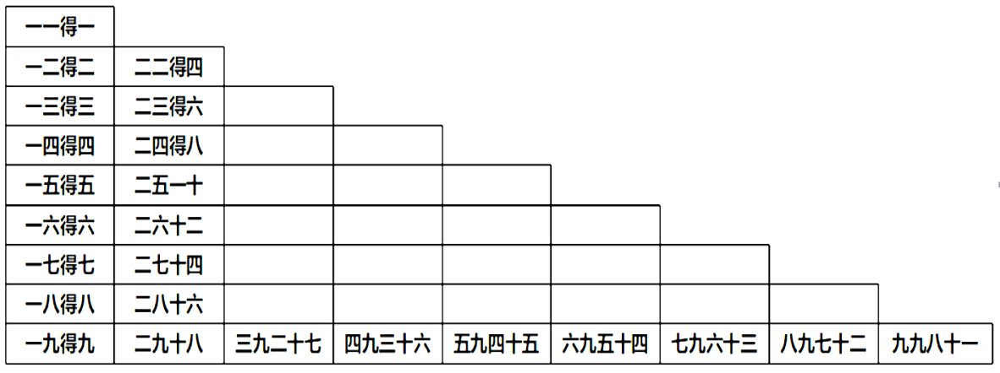 一一得一
一二得二 二二得四
一三得三 二三得六
一四得四 二四得八
一五得五 二五一十
一六得六 二六十二
一七得七 二七十四
一八得八 二八十六
一九得九 二九十八 三九二十七 四九三十六 五九四十五 六九五十四 七九六十三 八九七十二 九九八十一